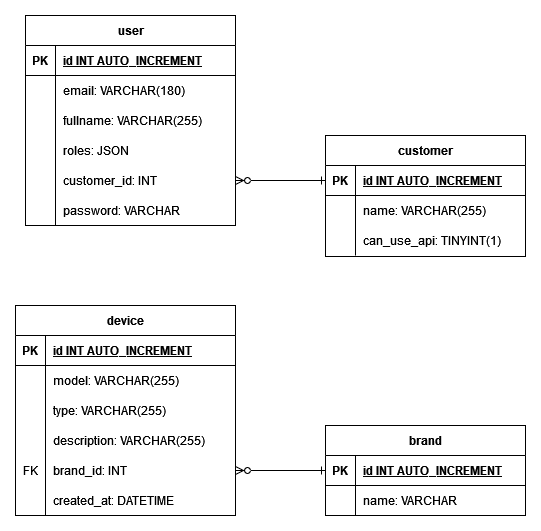 user
PK id INT AUTO_INCREMENT
email: VARCHAR(180)
fullname: VARCHAR(255)
roles: JSON
customer_id: INT
password: VARCHAR
customer
PK id INT AUTO_INCREMENT
name: VARCHAR(255)
can_use_api: TINYINT(1)
device
PK id INT AUTO_INCREMENT
model: VARCHAR(255)
type: VARCHAR(255)
description: VARCHAR(255)
FK brand_id: INT
created_at: DATETIME
brand
PK id INT AUTO_INCREMENT
name: VARCHAR